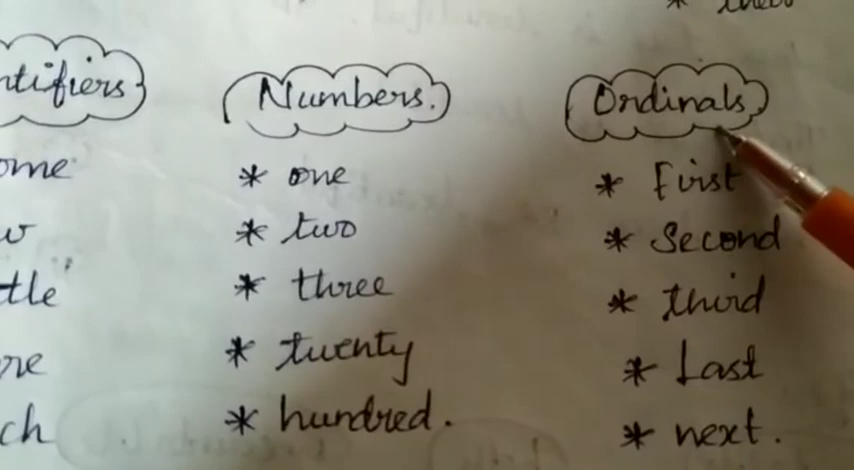 Numbers.
* one
* two
* three
* twenty
* hundred.
Ordinals
* First
* Second
* third
* Last
* next.